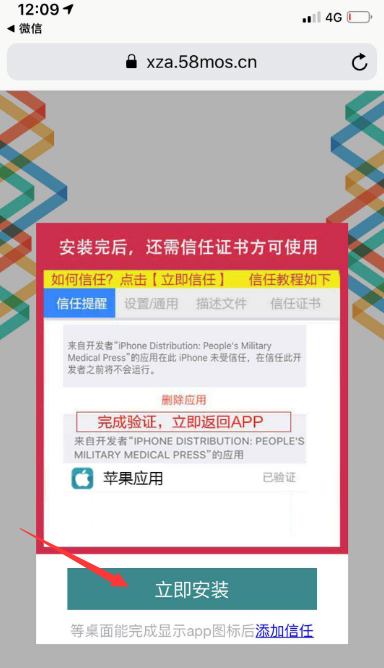 12:09
4G
微信
xza.58mos.cn
安装完后，还需信任证书方可使用
如何信任？点击【立即信任】 信任教程如下
信任提醒 设置/通用 描述文件 信任证书
来自开发者“iPhone Distribution: People's Military
Medical Press”的应用在此 iPhone 未受信任，在信任此开
发者之前将不会运行。
删除应用
完成验证，立即返回APP
来自开发者“IPHONE DISTRIBUTION: PEOPLE'S
MILITARY MEDICAL PRESS”的应用
苹果应用 已验证
立即安装
等桌面能完成显示app图标后添加信任